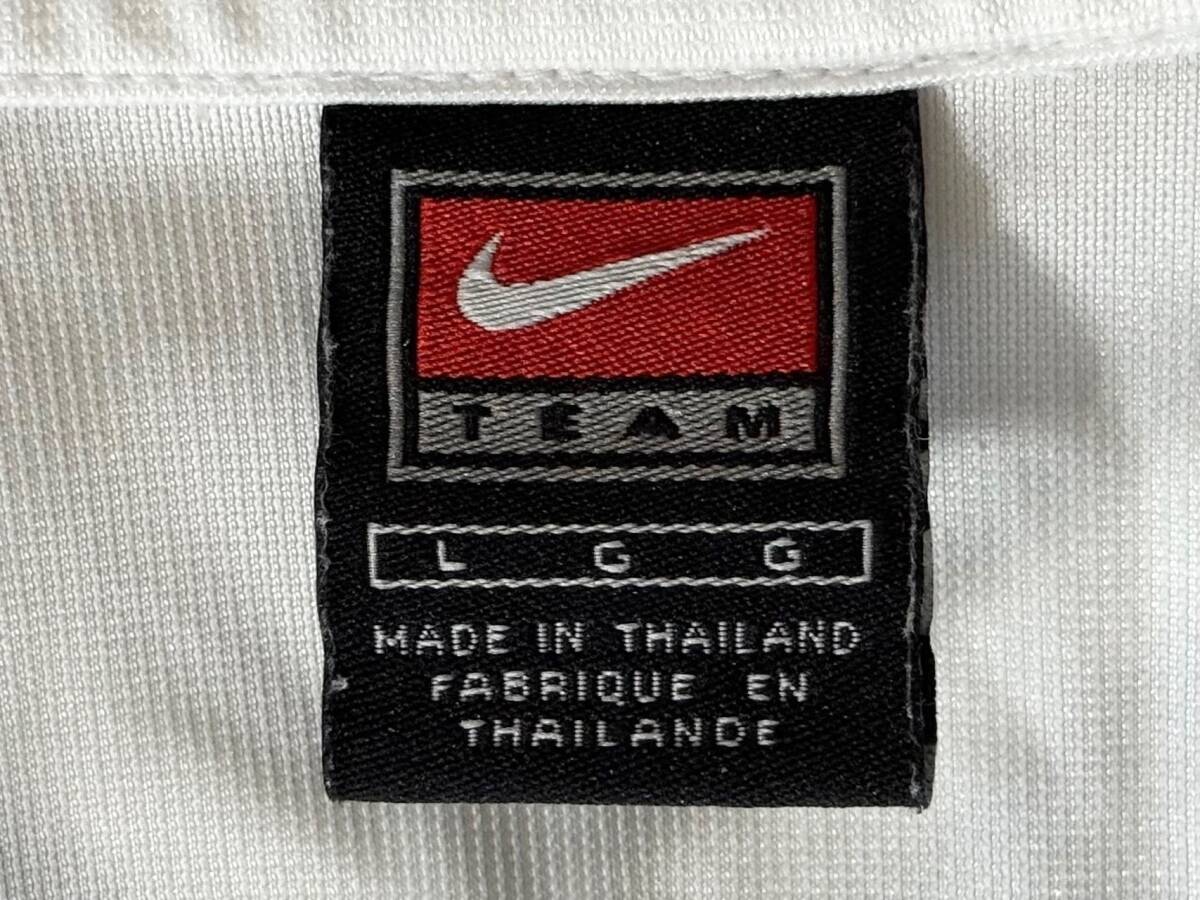 TEAM
L G G
MADE IN THAILAND
FABRIQUE EN
THAILANDE